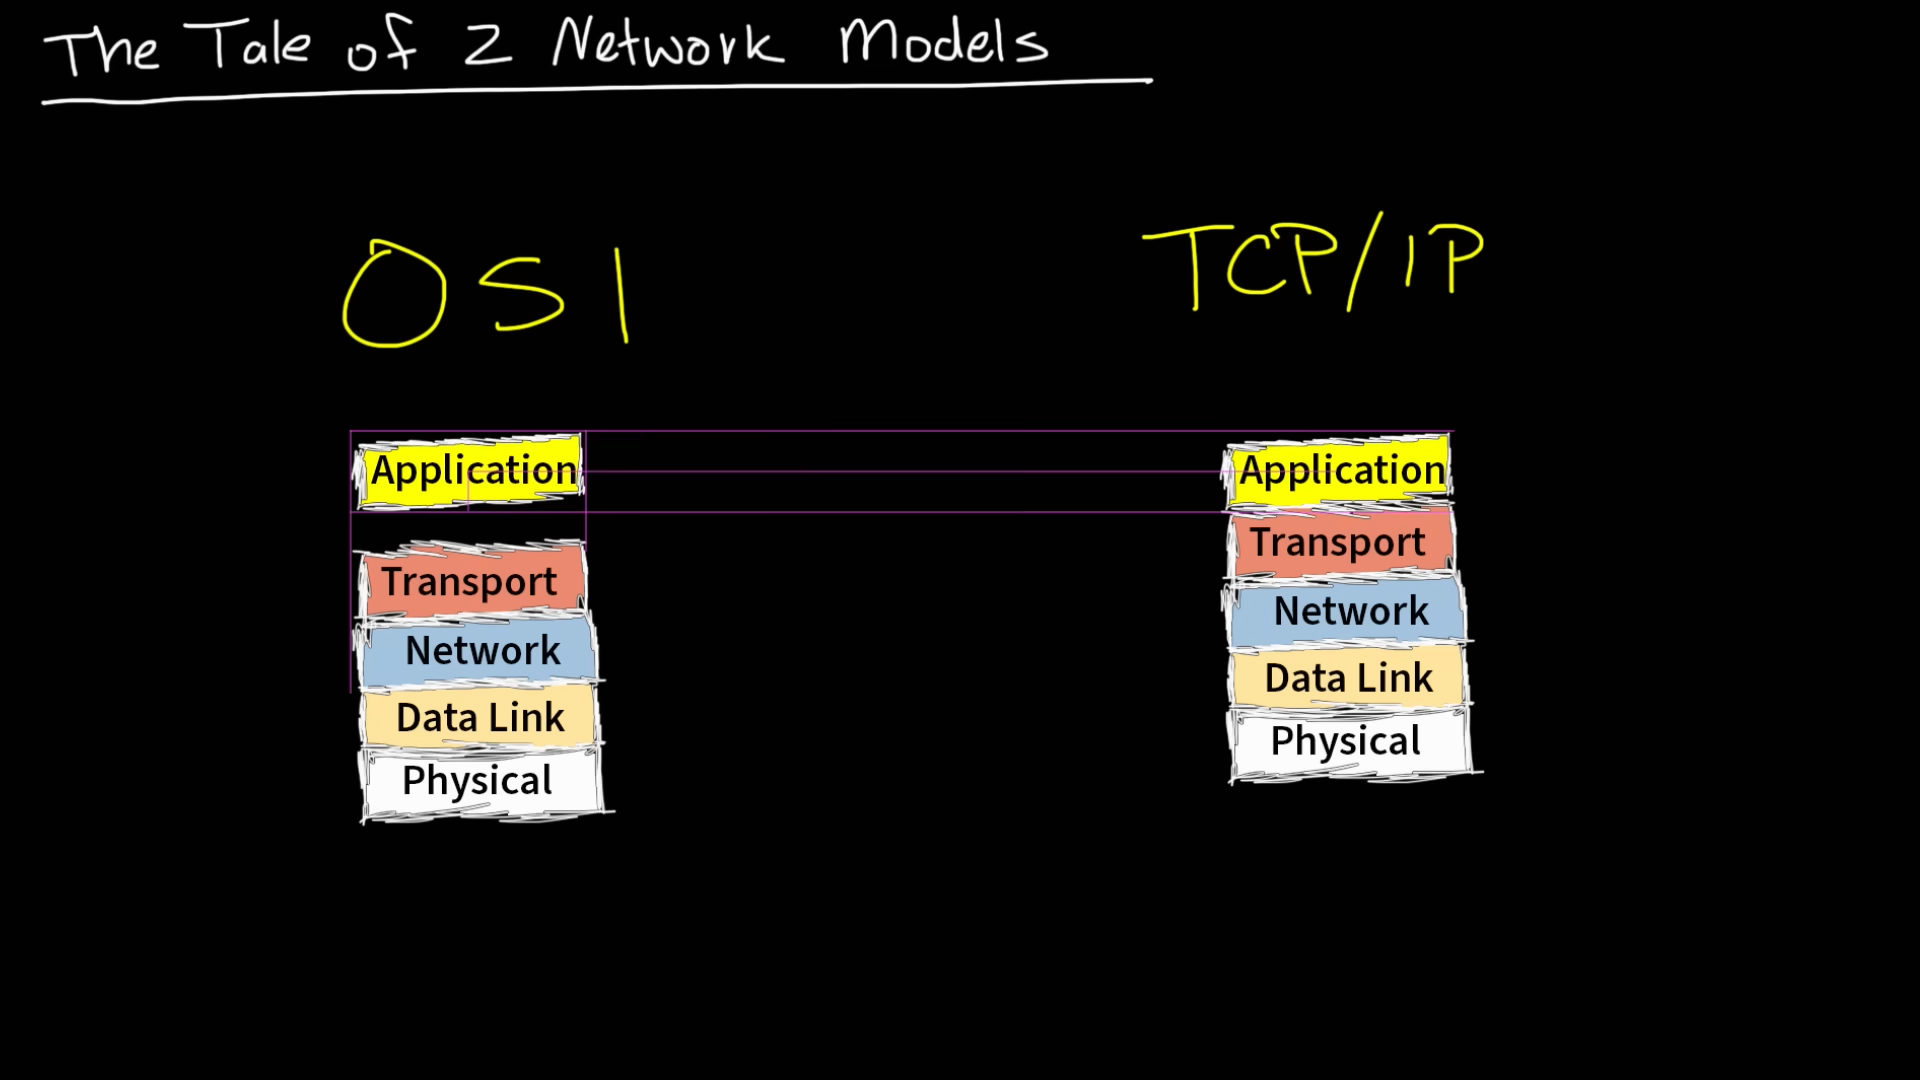 The Tale of 2 Network Models
OSI
TCP/IP
Application
Transport
Network
Data Link
Physical
Application
Transport
Network
Data Link
Physical